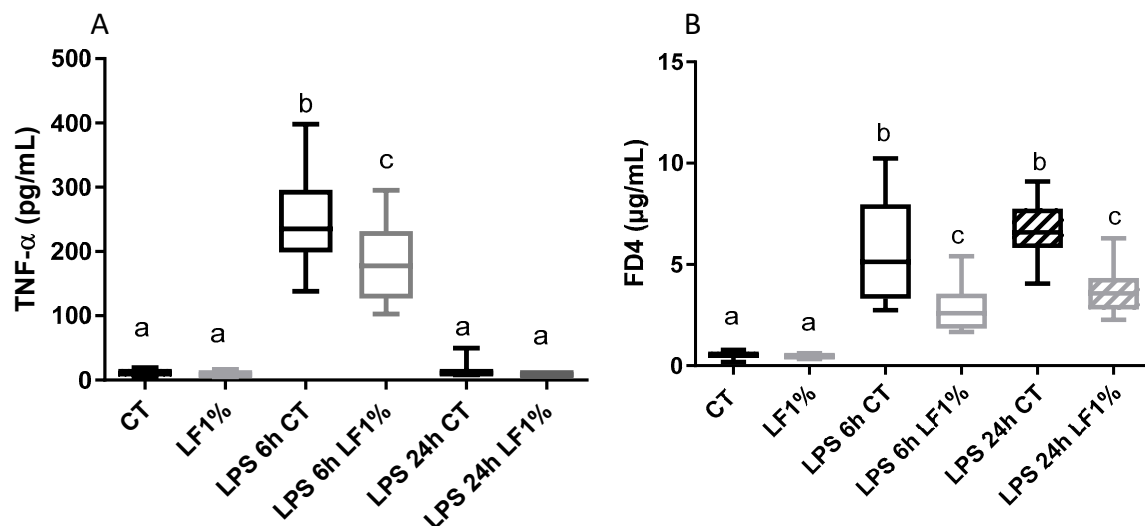 A
TNF-α (pg/mL)
500
400
300
200
100
0
a
a
b
c
a
a
CT
LF1%
LPS 6h CT
LPS 6h LF1%
LPS 24h CT
LPS 24h LF1%
B
FD4 (µg/mL)
15
10
5
0
a
a
b
c
b
c
CT
LF1%
LPS 6h CT
LPS 6h LF1%
LPS 24h CT
LPS 24h LF1%